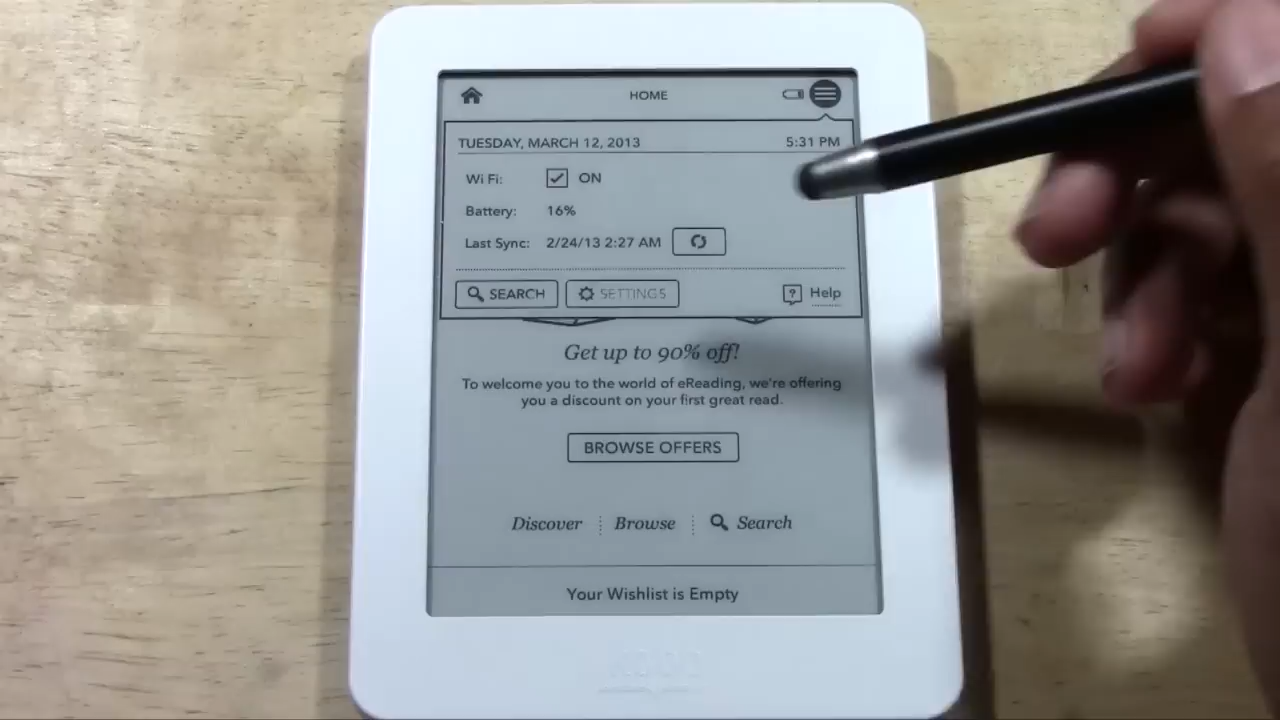 HOME
TUESDAY, MARCH 12, 2013 5:31 PM
Wi Fi: ON
Battery: 16%
Last Sync: 2/24/13 2:27 AM
SEARCH SETTINGS ? Help
Get up to 90% off!
To welcome you to the world of eReading, we're offering
you a discount on your first great read.
BROWSE OFFERS
Discover Browse Search
Your Wishlist is Empty
kobo